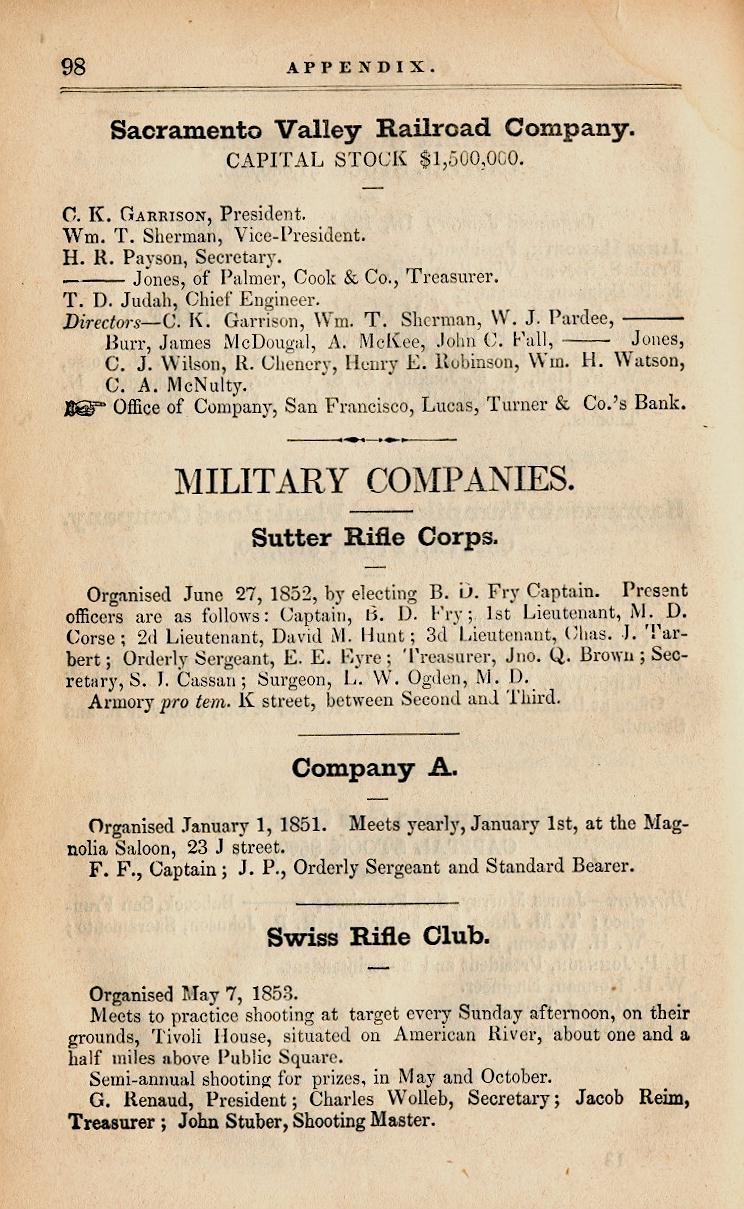 98 APPENDIX.
Sacramento Valley Railroad Company.
CAPITAL STOCK $1,500,000.
C. K. GARRISON, President.
Wm. T. Sherman, Vice-President.
H. R. Payson, Secretary.
——— Jones, of Palmer, Cook & Co., Treasurer.
T. D. Judah, Chief Engineer.
Directors—C. K. Garrison, Wm. T. Sherman, W. J. Pardee, ———
Burr, James McDougal, A. McKee, John C. Fall, ——— Jones,
C. J. Wilson, R. Chenery, Henry E. Robinson, Wm. H. Watson,
C. A. McNulty.
☞ Office of Company, San Francisco, Lucas, Turner & Co.'s Bank.
MILITARY COMPANIES.
Sutter Rifle Corps.
Organised June 27, 1852, by electing B. D. Fry Captain. Present
officers are as follows: Captain, B. D. Fry; 1st Lieutenant, M. D.
Corse; 2d Lieutenant, David M. Hunt; 3d Lieutenant, Chas. J. Tar-
bert; Orderly Sergeant, E. E. Eyre; Treasurer, Jno. Q. Brown; Sec-
retary, S. J. Cassan; Surgeon, L. W. Ogden, M. D.
Armory pro tem. K street, between Second and Third.
Company A.
Organised January 1, 1851. Meets yearly, January 1st, at the Mag-
nolia Saloon, 23 J street.
F. F., Captain; J. P., Orderly Sergeant and Standard Bearer.
Swiss Rifle Club.
Organised May 7, 1853.
Meets to practice shooting at target every Sunday afternoon, on their
grounds, Tivoli House, situated on American River, about one and a
half miles above Public Square.
Semi-annual shooting for prizes, in May and October.
G. Renaud, President; Charles Wolleb, Secretary; Jacob Reim,
Treasurer; John Stuber, Shooting Master.